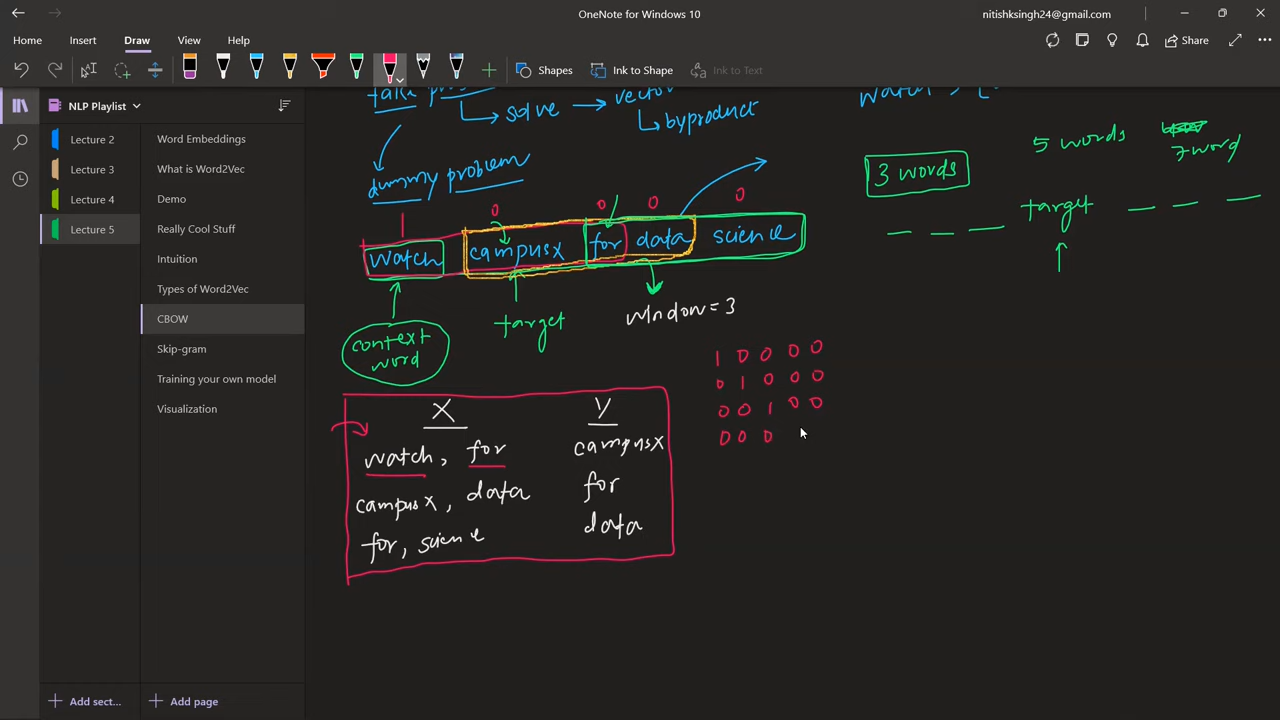 OneNote for Windows 10
nitishksingh24@gmail.com
Home
Insert
Draw
View
Help
Share
Shapes
Ink to Shape
Ink to Text
NLP Playlist
Lecture 2
Lecture 3
Lecture 4
Lecture 5
Word Embeddings
What is Word2Vec
Demo
Really Cool Stuff
Intuition
Types of Word2Vec
CBOW
Skip-gram
Training your own model
Visualization
Add sect...
Add page
solve
vector
byproduct
dummy problem
1 0 0 0 0
watch campusx for data science
context
word
target
window = 3
3 words
5 words
7 word
target
1 0 0 0 0
0 1 0 0 0
0 0 1 0 0
0 0 0
X Y
watch, for campusx
campusx, data for
for, science data